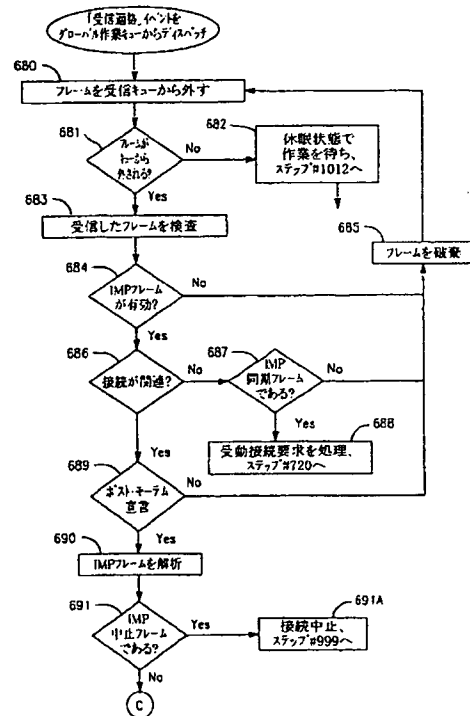 「受信連絡」イベントを
グローバル作業キューからディスパッチ
680
フレームを受信キューから外す
681
フレームが
キューから
外される?
No
682
休眠状態で
作業を待ち、
ステップ#1012へ
Yes
683
受信したフレームを検査
685
フレームを破棄
684
IMPフレーム
が有効?
No
Yes
686
接続が関連?
No
687
IMP
同期フレーム
である?
No
Yes
688
受動接続要求を処理、
ステップ#720へ
Yes
689
ポスト・モーテム
宣言
No
Yes
690
IMPフレームを解析
691
IMP
中止フレーム
である?
Yes
691A
接続中止、
ステップ#999へ
No
C